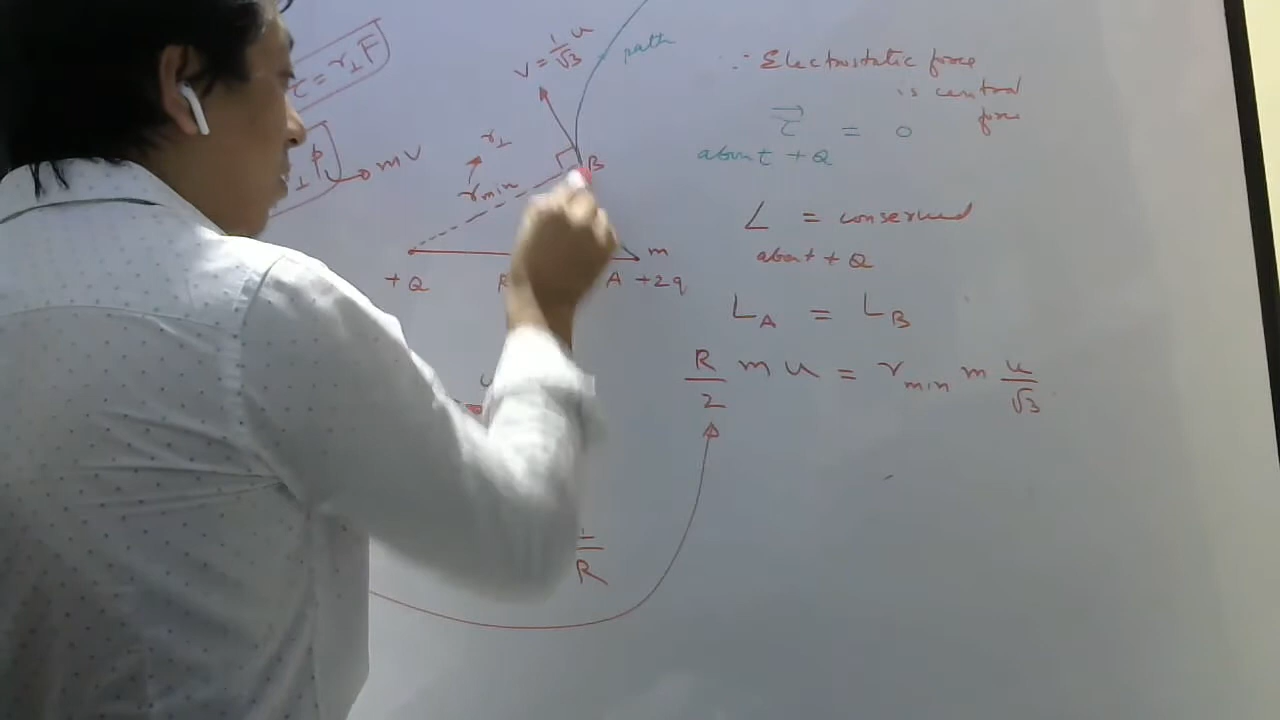 τ = r⊥F
mv
V = 1/√3 u
path
r⊥
rmin
B
+Q
R
A +2q
m
u
1/R
∴ Electrostatic force
is central
force
τ⃗ = 0
about +Q
L = conserved
about +Q
L_A = L_B
R/2 m u = r_min m u/√3